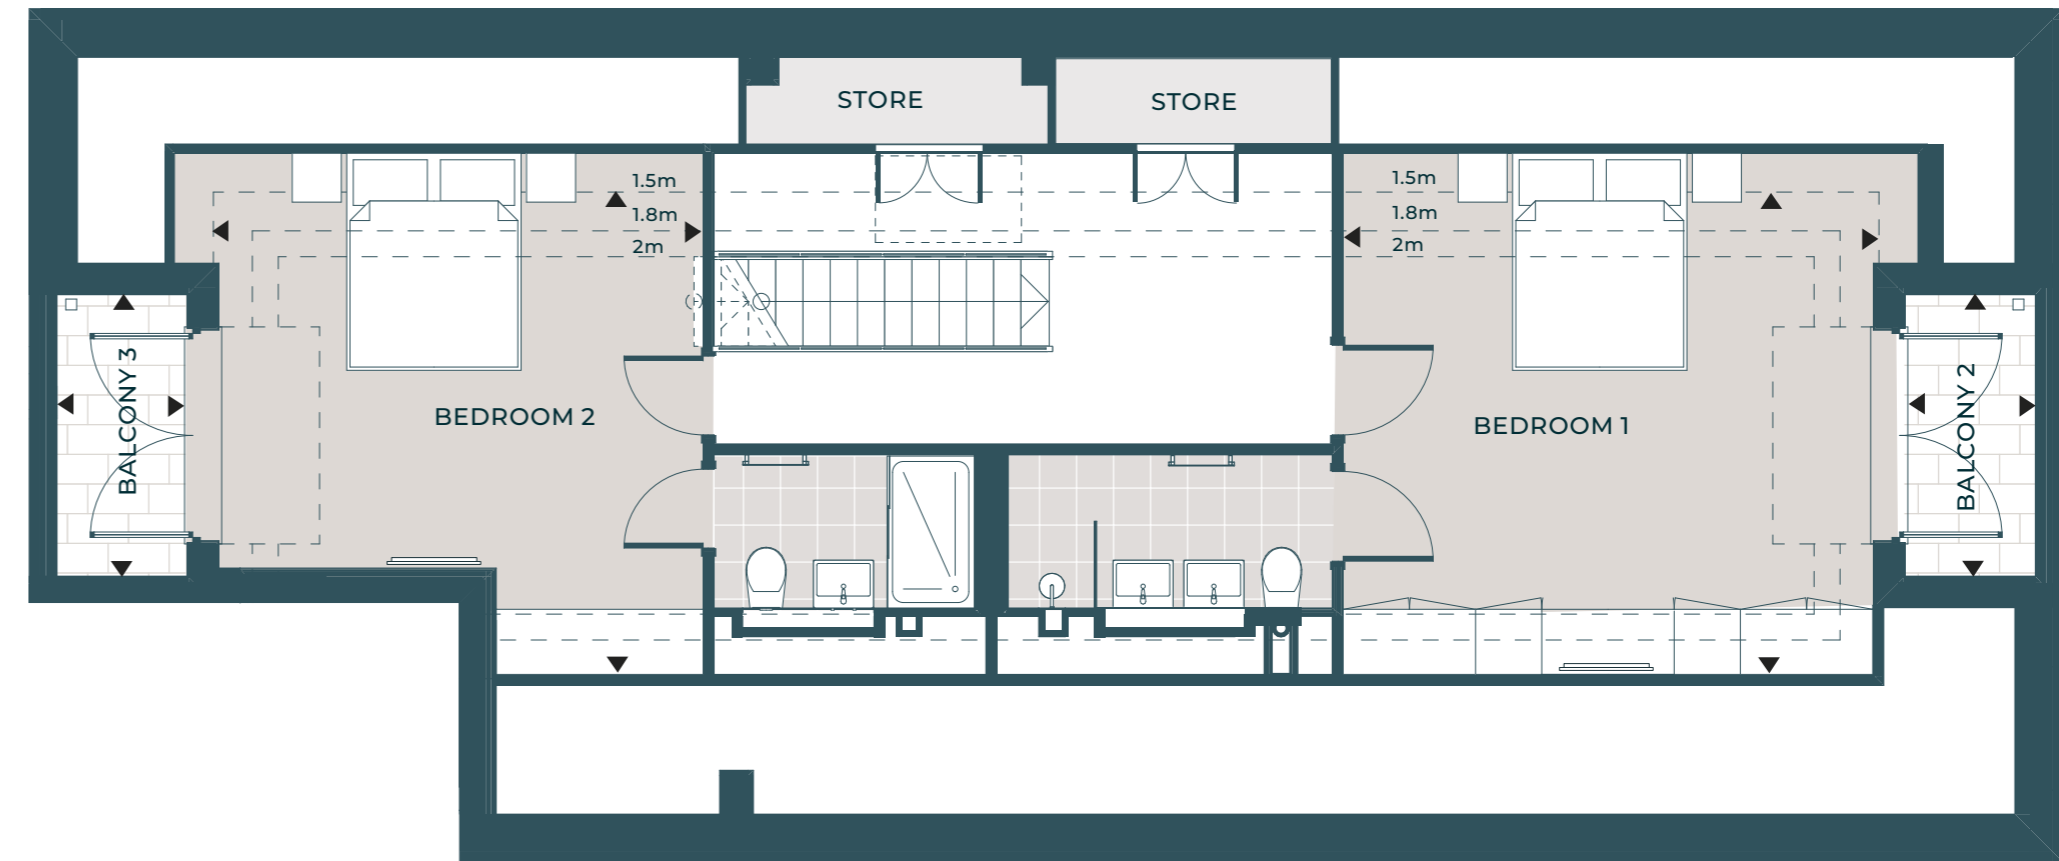 STORE
STORE
1.5m
1.8m
2m
1.5m
1.8m
2m
BALCONY 3
BEDROOM 2
BEDROOM 1
BALCONY 2